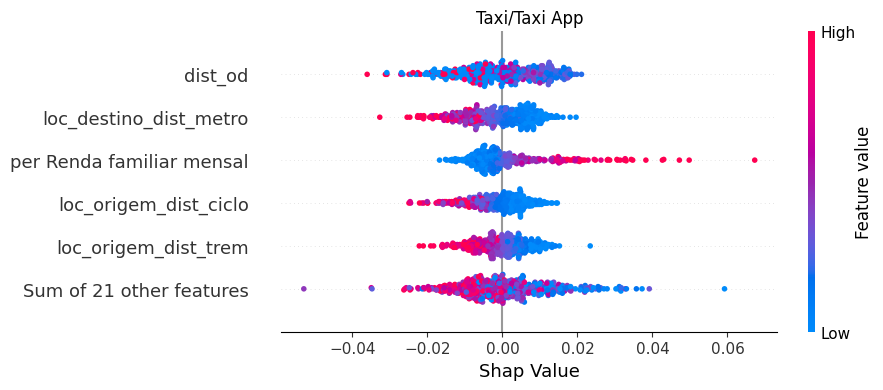 Taxi/Taxi App
High
dist_od
loc_destino_dist_metro
per Renda familiar mensal
loc_origem_dist_ciclo
loc_origem_dist_trem
Sum of 21 other features
Feature value
Low
−0.04 −0.02 0.00 0.02 0.04 0.06
Shap Value